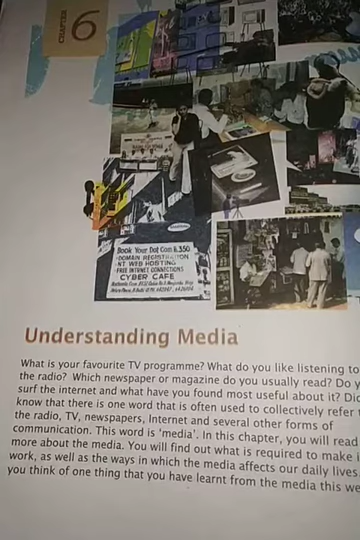 CHAPTER 6
Book Your Dot Com
DOMAIN REGISTRATION
NT WEB HOSTING
FREE INTERNET CONNECTIONS
CYBER CAFE
Understanding Media
What is your favourite TV programme? What do you like listening to
the radio? Which newspaper or magazine do you usually read? Do
surf the internet and what have you found most useful about it?
know that there is one word that is often used to collectively refer
the radio, TV, newspapers, Internet and several other forms of
communication. This word is ‘media’. In this chapter, you will read
more about the media. You will find out what is required to make
work, as well as the ways in which the media affects our daily lives.
you think of one thing that you have learnt from the media this